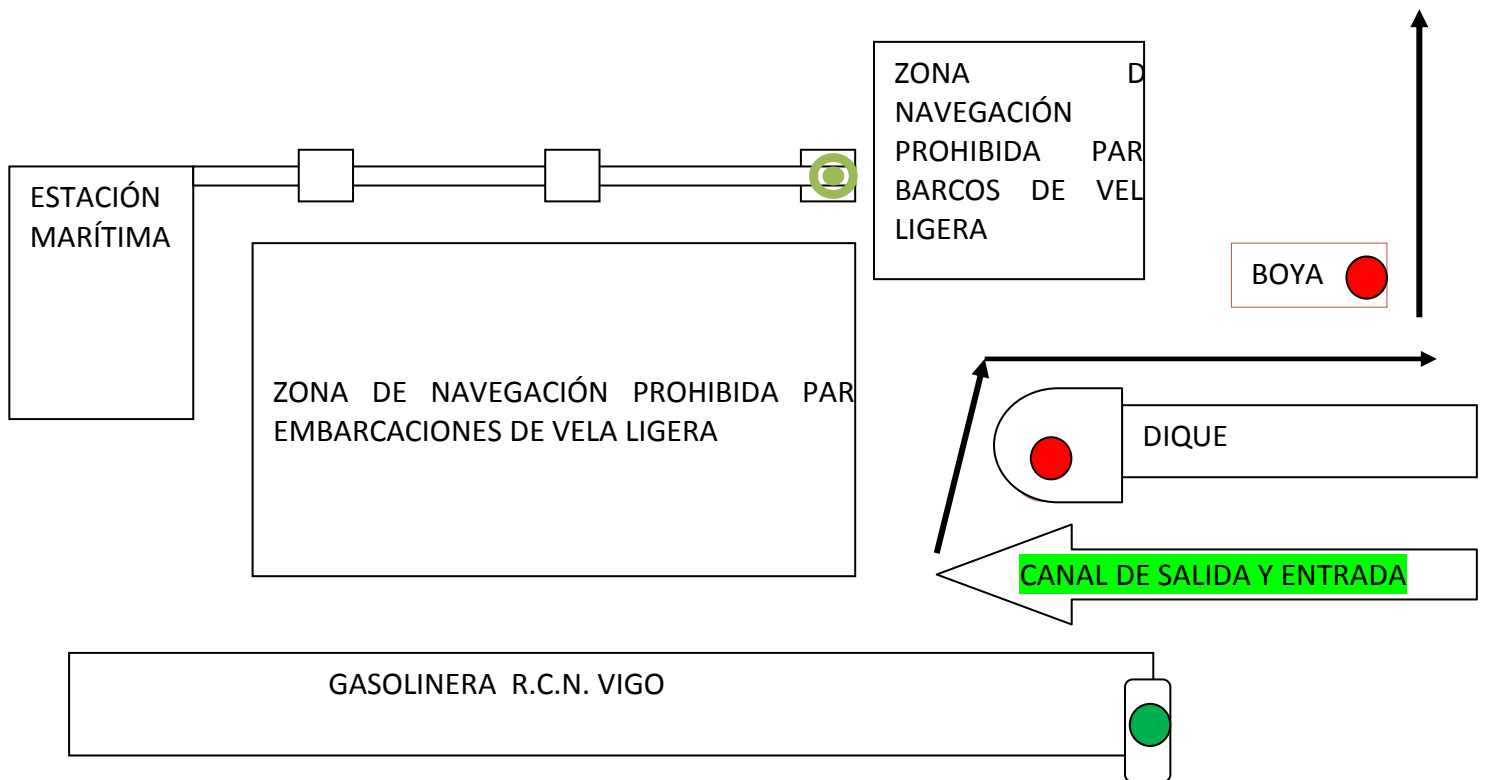 ZONA D
NAVEGACIÓN
PROHIBIDA PAR
BARCOS DE VEL
LIGERA
ESTACIÓN
MARÍTIMA
BOYA
ZONA DE NAVEGACIÓN PROHIBIDA PAR
EMBARCACIONES DE VELA LIGERA
DIQUE
CANAL DE SALIDA Y ENTRADA
GASOLINERA R.C.N. VIGO